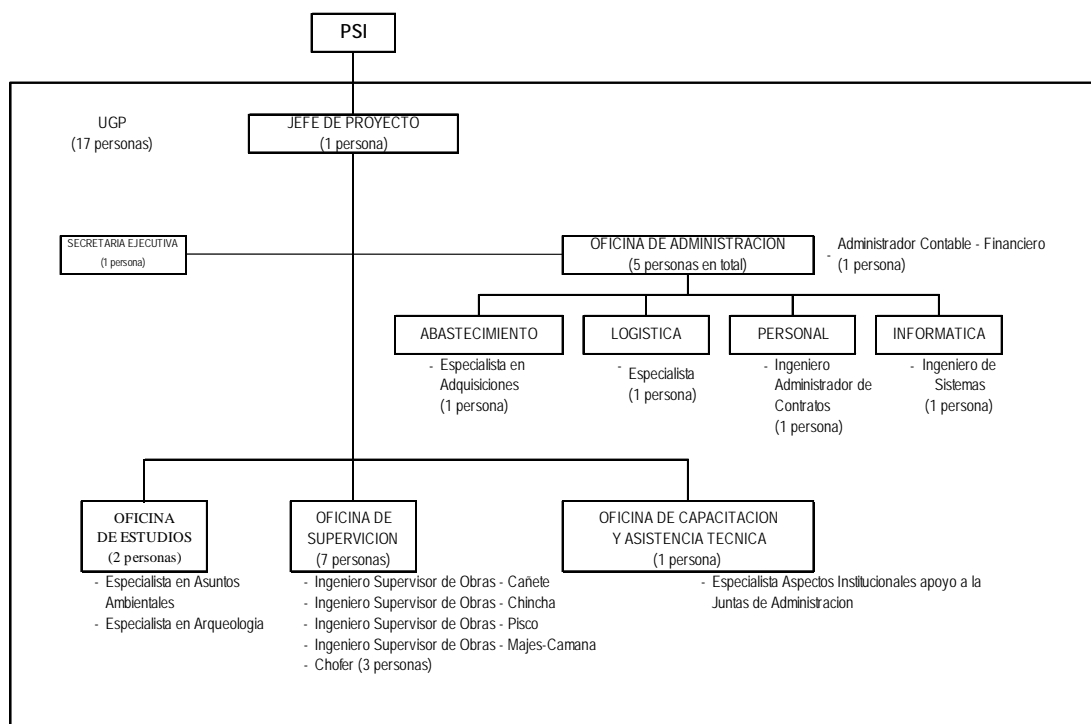 PSI
UGP
(17 personas)
JEFE DE PROYECTO
(1 persona)
SECRETARIA EJECUTIVA
(1 persona)
OFICINA DE ADMINISTRACION
(5 personas en total)
- Administrador Contable - Financiero
(1 persona)
ABASTECIMIENTO
- Especialista en
Adquisiciones
(1 persona)
LOGISTICA
- Especialista
(1 persona)
PERSONAL
- Ingeniero
Administrador de
Contratos
(1 persona)
INFORMATICA
- Ingeniero de
Sistemas
(1 persona)
OFICINA
DE ESTUDIOS
(2 personas)
- Especialista en Asuntos
Ambientales
- Especialista en Arqueologia
OFICINA DE
SUPERVICION
(7 personas)
- Ingeniero Supervisor de Obras - Cañete
- Ingeniero Supervisor de Obras - Chincha
- Ingeniero Supervisor de Obras - Pisco
- Ingeniero Supervisor de Obras - Majes-Camana
- Chofer (3 personas)
OFICINA DE CAPACITACION
Y ASISTENCIA TECNICA
(1 persona)
- Especialista Aspectos Institucionales apoyo a la
Juntas de Administracion